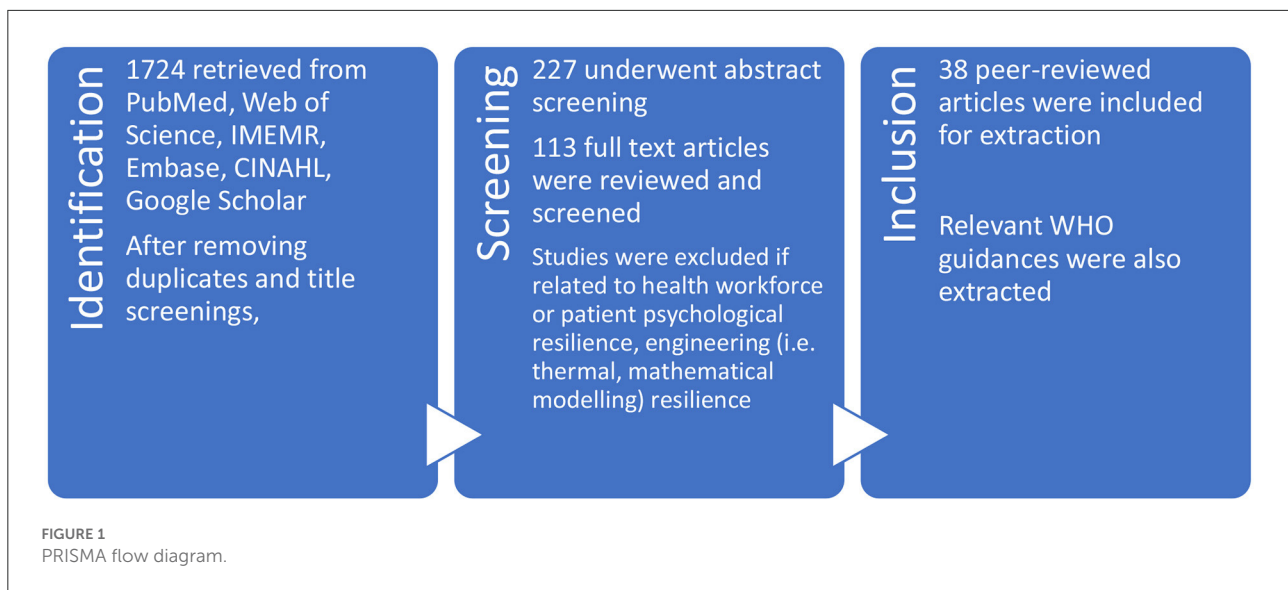 Identification
1724 retrieved from
PubMed, Web of
Science, IMEMR,
Embase, CINAHL,
Google Scholar
After removing
duplicates and title
screenings,
Screening
227 underwent abstract
screening
113 full text articles
were reviewed and
screened
Studies were excluded if
related to health workforce
or patient psychological
resilience, engineering (i.e.
thermal, mathematical
modelling) resilience
Inclusion
38 peer-reviewed
articles were included
for extraction
Relevant WHO
guidances were also
extracted
FIGURE 1
PRISMA flow diagram.